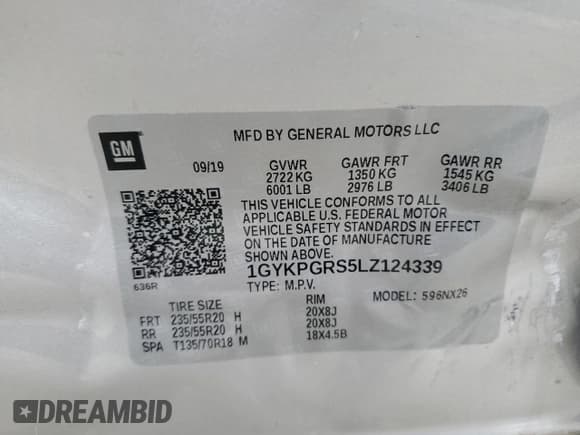 GM
MFD BY GENERAL MOTORS LLC
09/19 GVWR GAWR FRT GAWR RR
2722 KG 1350 KG 1545 KG
6001 LB 2976 LB 3406 LB
THIS VEHICLE CONFORMS TO ALL
APPLICABLE U.S. FEDERAL MOTOR
VEHICLE SAFETY STANDARDS IN
EFFECT ON THE DATE OF MANUFACTURE
SHOWN ABOVE.
1GYKPGRS5LZ124339
636R
TYPE: M.P.V. MODEL: 596NX26
TIRE SIZE RIM
FRT 235/55R20 H 20X8J
RR 235/55R20 H 20X8J
SPA T135/70R18 M 18X4.5B
DREAMBID